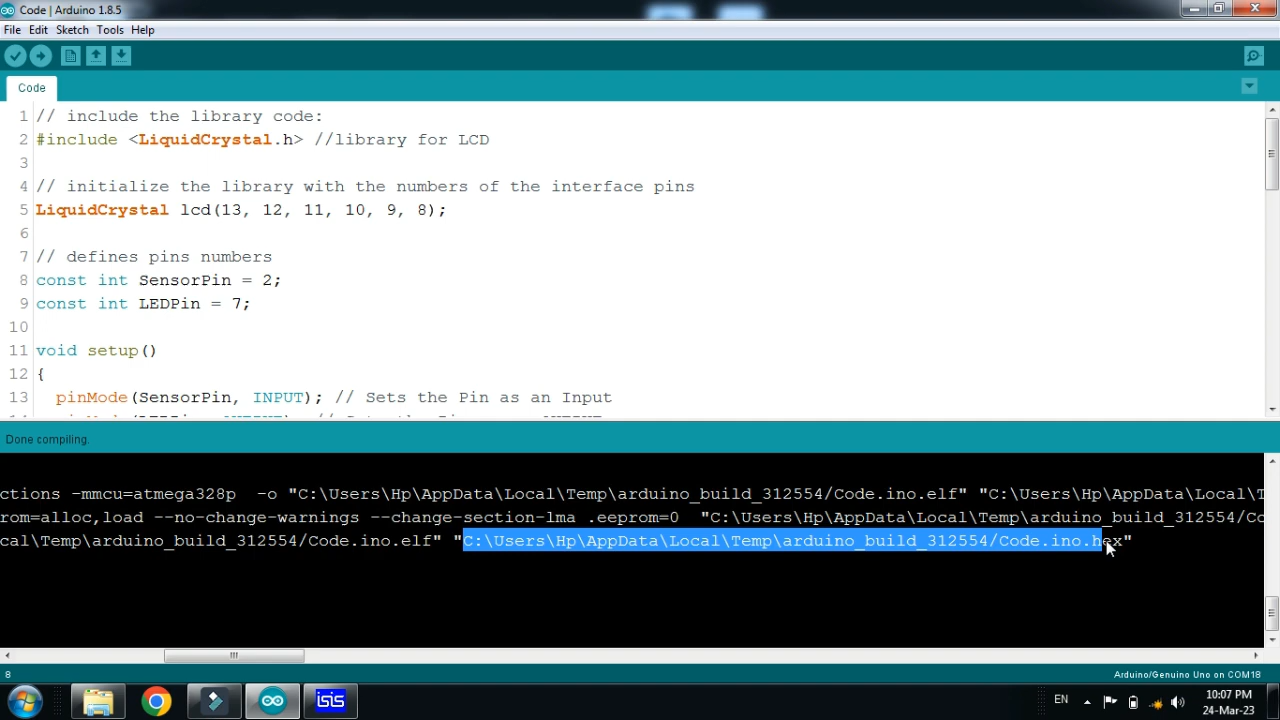 Code | Arduino 1.8.5
File Edit Sketch Tools Help
Code
1 // include the library code:
2 #include <LiquidCrystal.h> //library for LCD
3
4 // initialize the library with the numbers of the interface pins
5 LiquidCrystal lcd(13, 12, 11, 10, 9, 8);
6
7 // defines pins numbers
8 const int SensorPin = 2;
9 const int LEDPin = 7;
10
11 void setup()
12 {
13 pinMode(SensorPin, INPUT); // Sets the Pin as an Input
Done compiling.
ctions -mmcu=atmega328p -o "C:\Users\Hp\AppData\Local\Temp\arduino_build_312554/Code.ino.elf" "C:\Users\Hp\AppData\Local\T
rom=alloc,load --no-change-warnings --change-section-lma .eeprom=0 "C:\Users\Hp\AppData\Local\Temp\arduino_build_312554/Co
cal\Temp\arduino_build_312554/Code.ino.elf" "C:\Users\Hp\AppData\Local\Temp\arduino_build_312554/Code.ino.hex"
8
Arduino/Genuino Uno on COM18
isis
EN
10:07 PM
24-Mar-23